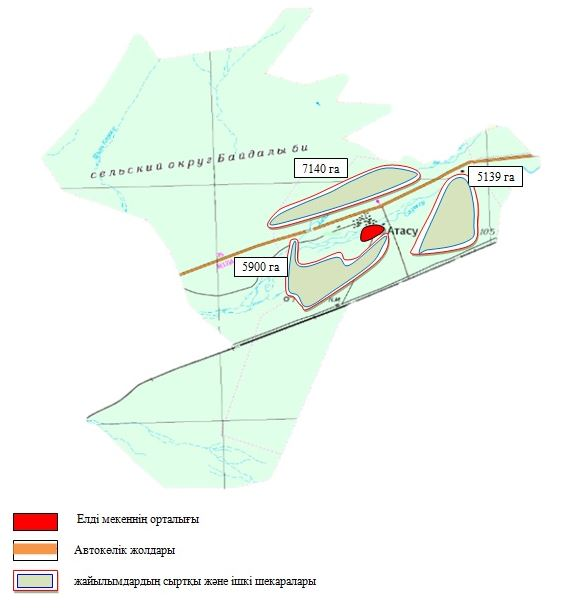 сельский округ Байдалы би
7140 га
5139 га
Атасу
105
5900 га
Елді мекеннің орталығы
Автокөлік жолдары
жайылымдардың сыртқы және ішкі шекаралары